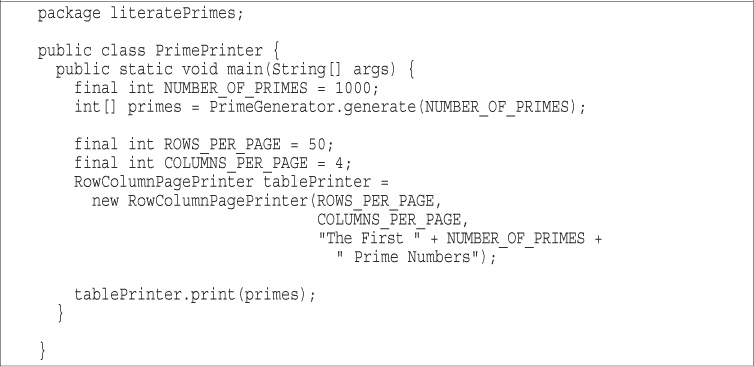 package literatePrimes;
public class PrimePrinter {
public static void main(String[] args) {
final int NUMBER_OF_PRIMES = 1000;
int[] primes = PrimeGenerator.generate(NUMBER_OF_PRIMES);
final int ROWS_PER_PAGE = 50;
final int COLUMNS_PER_PAGE = 4;
RowColumnPagePrinter tablePrinter =
new RowColumnPagePrinter(ROWS_PER_PAGE,
COLUMNS_PER_PAGE,
"The First " + NUMBER_OF_PRIMES +
" Prime Numbers");
tablePrinter.print(primes);
}
}